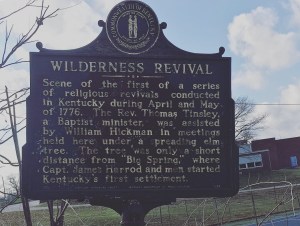 WILDERNESS REVIVAL
Scene of the first of a series
of religious revivals conducted
in Kentucky during April and May
of 1776. The Rev. Thomas Tinsley,
a Baptist minister, was assisted
by William Hickman in meetings
held here under a spreading elm
tree. The tree was only a short
distance from "Big Spring," where
Capt. James Harrod and men started
Kentucky's first settlement.